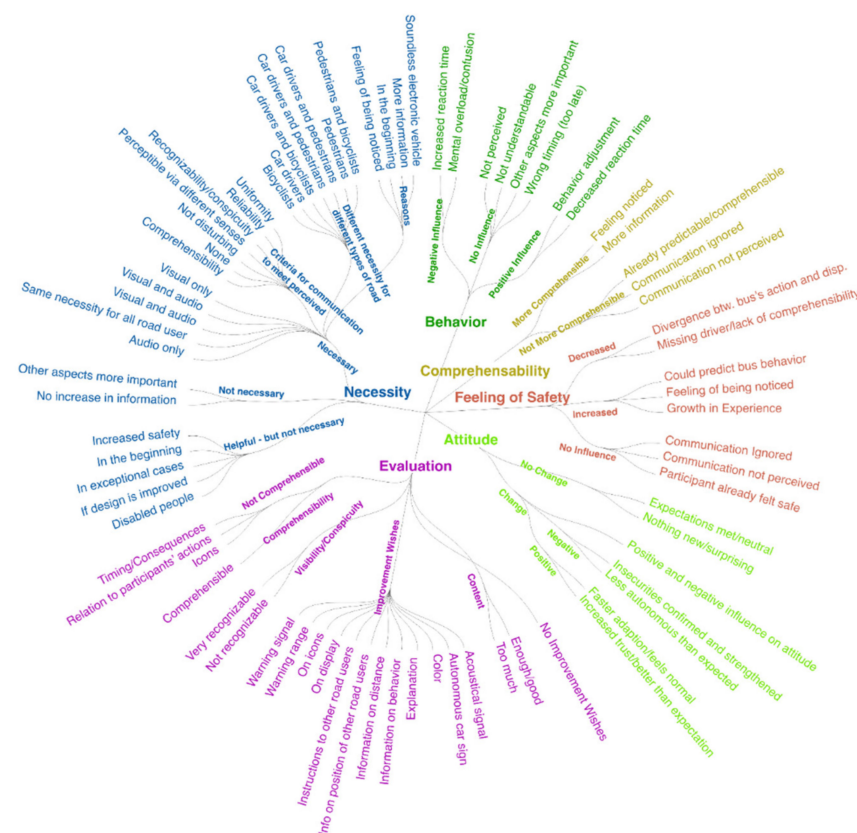 Behavior
Negative Influence
Increased reaction time
Mental overload/confusion
No Influence
Not perceived
Not understandable
Other aspects more important
Wrong timing (too late)
Positive Influence
Behavior adjustment
Decreased reaction time
Comprehensability
More Comprehensible
Feeling noticed
More information
Not More Comprehensible
Already predictable/comprehensible
Communication ignored
Communication not perceived
Feeling of Safety
Decreased
Divergence btw. bus's action and disp.
Missing driver/lack of comprehensibility
Increased
Could predict bus behavior
Feeling of being noticed
Growth in Experience
No Influence
Communication Ignored
Communication not perceived
Participant already felt safe
Attitude
No Change
Expectations met/neutral
Nothing new/surprising
Change
Positive and negative influence on attitude
Negative
Insecurities confirmed and strengthened
Less autonomous than expected
Positive
Faster adaption/feels normal
Increased trust/better than expectation
Evaluation
No Improvement Wishes
Content
Enough/good
Too much
Improvement Wishes
Acoustical signal
Autonomous car sign
Color
Explanation
Information on behavior
Information on distance
Info on position of other road users
Instructions to other road users
On display
On icons
Warning range
Warning signal
Visibility/Conspicuity
Not recognizable
Very recognizable
Comprehensibility
Comprehensible
Not Comprehensible
Icons
Relation to participants' actions
Timing/Consequences
Necessity
Helpful - but not necessary
Disabled people
If design is improved
In exceptional cases
In the beginning
Increased safety
Not necessary
No increase in information
Other aspects more important
Necessary
Audio only
Same necessity for all road user
Visual and audio
Visual and audio
Visual only
Criteria for communication
to meet perceived
Comprehensibility
None
Not disturbing
Perceptible via different senses
Recognizability/conspicuity
Reliability
Uniformity
Different necessity for
different types of road
Bicyclists
Car drivers
Car drivers and bicyclists
Car drivers and pedestrians
Car drivers and pedestrians
Pedestrians
Pedestrians and bicyclists
Reasons
Feeling of being noticed
In the beginning
More information
Soundless electronic vehicle